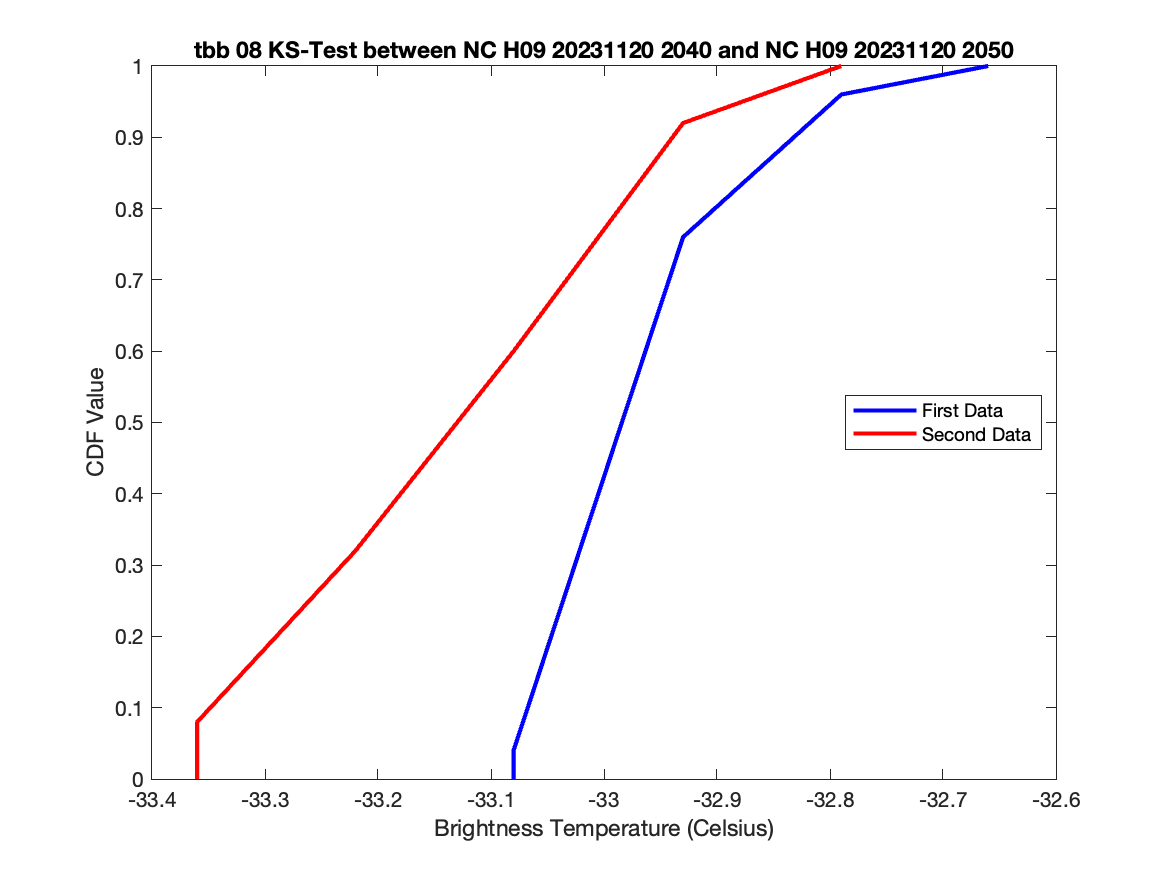 tbb 08 KS-Test between NC H09 20231120 2040 and NC H09 20231120 2050
1
0.9
0.8
0.7
0.6
0.5
0.4
0.3
0.2
0.1
0
CDF Value
First Data
Second Data
-33.4 -33.3 -33.2 -33.1 -33 -32.9 -32.8 -32.7 -32.6
Brightness Temperature (Celsius)